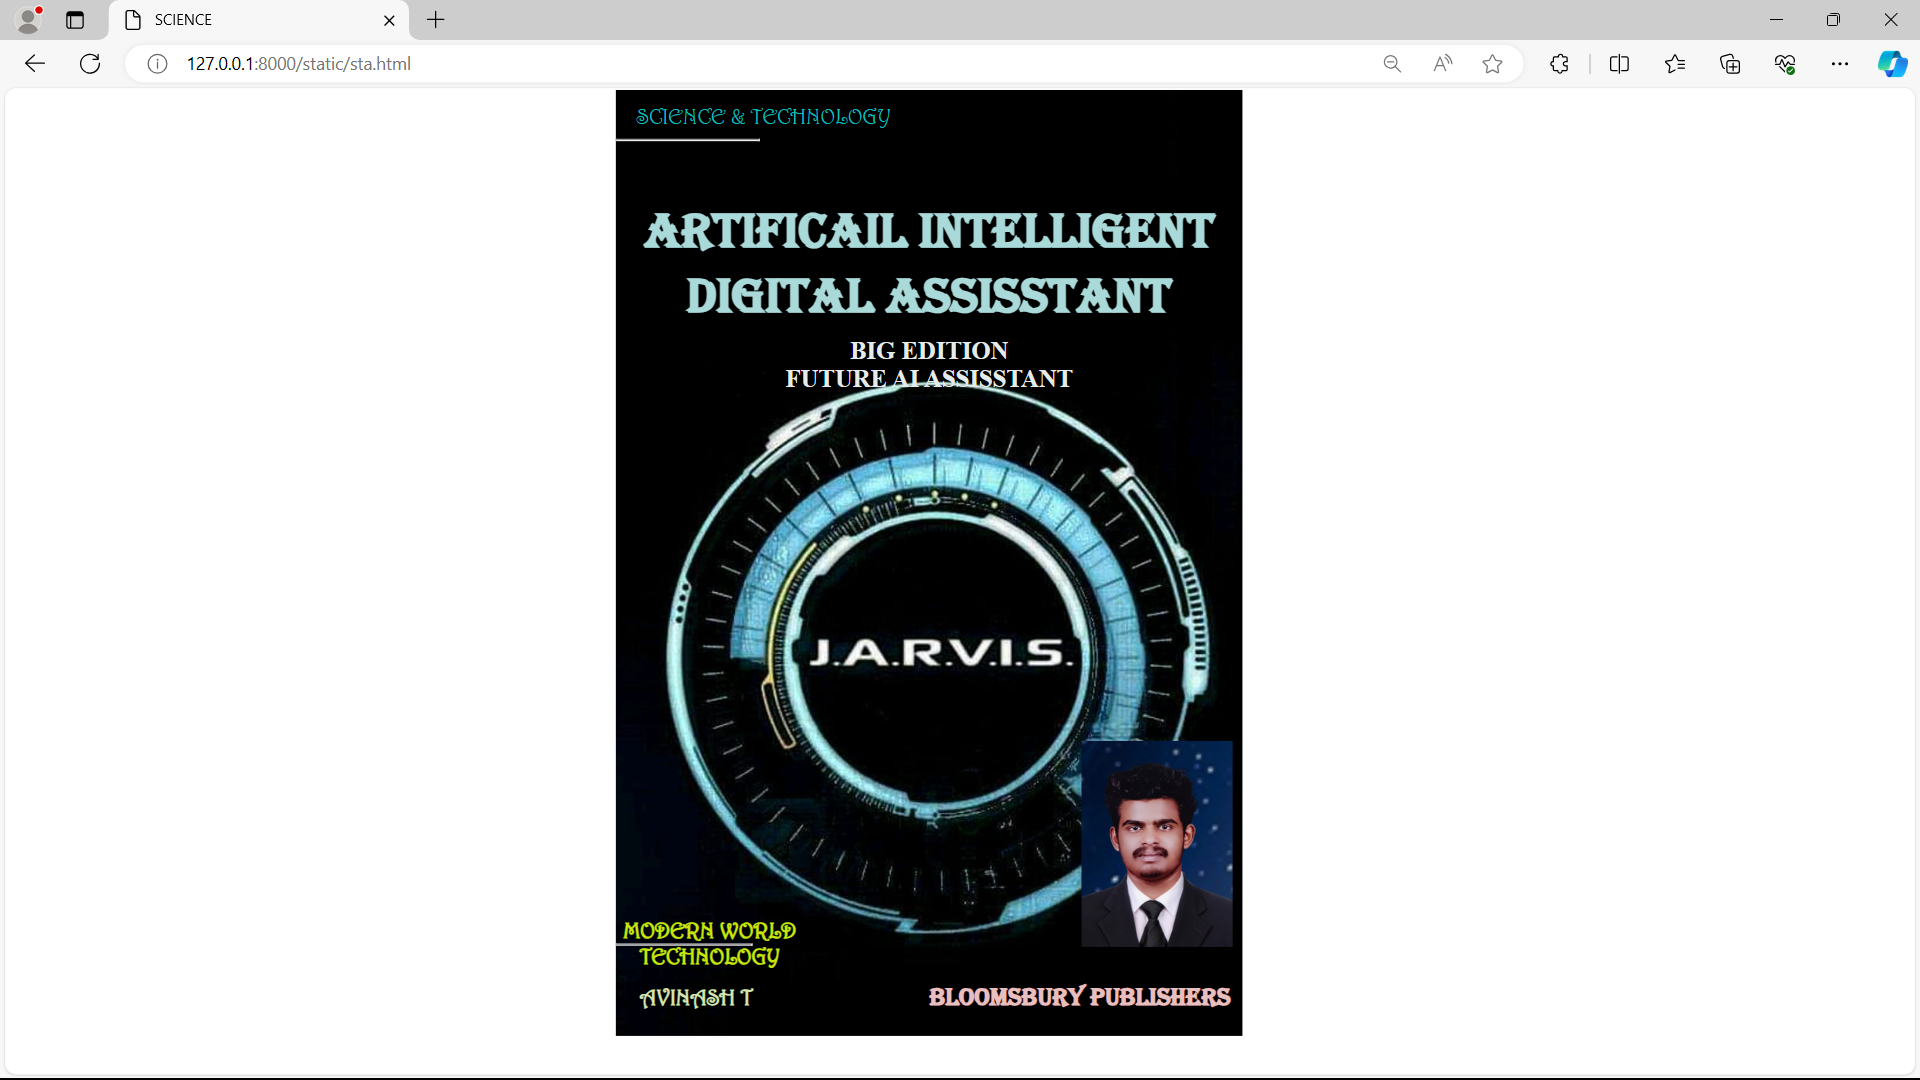 SCIENCE
127.0.0.1:8000/static/sta.html
SCIENCE & TECHNOLOGY
ARTIFICAIL INTELLIGENT
DIGITAL ASSISSTANT
BIG EDITION
FUTURE AI ASSISSTANT
J.A.R.V.I.S.
MODERN WORLD
TECHNOLOGY
AVINASH T
BLOOMSBURY PUBLISHERS